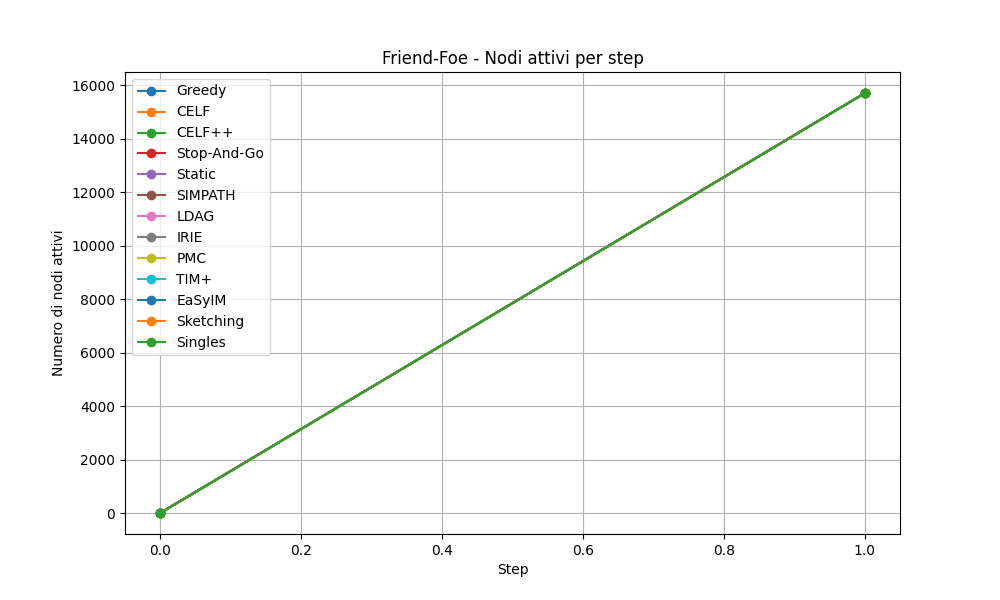 Friend-Foe - Nodi attivi per step
Numero di nodi attivi
16000
14000
12000
10000
8000
6000
4000
2000
0
Greedy
CELF
CELF++
Stop-And-Go
Static
SIMPATH
LDAG
IRIE
PMC
TIM+
EaSyIM
Sketching
Singles
0.0 0.2 0.4 0.6 0.8 1.0
Step